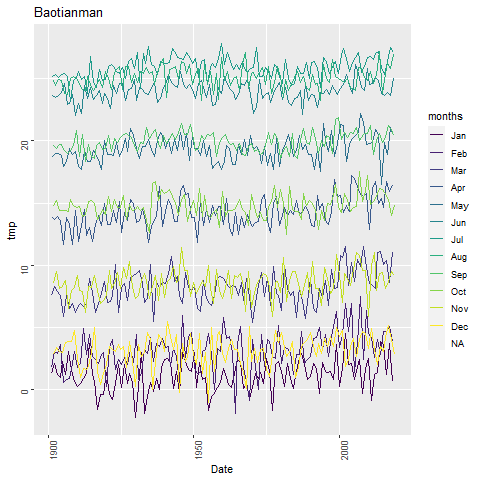 Baotianman
tmp
20
10
0
1900
1950
2000
Date
months
Jan
Feb
Mar
Apr
May
Jun
Jul
Aug
Sep
Oct
Nov
Dec
NA